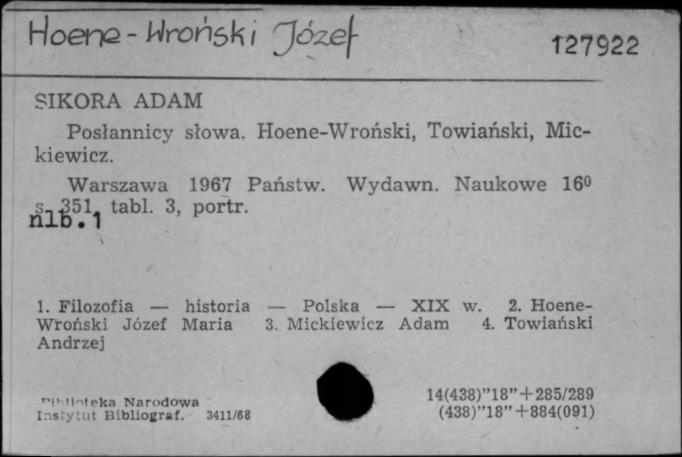 Hoene-Wroński Józef
127922
SIKORA ADAM
Posłannicy słowa. Hoene-Wroński, Towiański, Mic-
kiewicz.
Warszawa 1967 Państw. Wydawn. Naukowe 16⁰
s. 351, tabl. 3, portr.
nlb. 1
1. Filozofia — historia — Polska — XIX w. 2. Hoene-
Wroński Józef Maria 3. Mickiewicz Adam 4. Towiański
Andrzej
Biblioteka Narodowa
Instytut Bibliograf. 3411/68
14(438)"18"+285/289
(438)"18"+884(091)